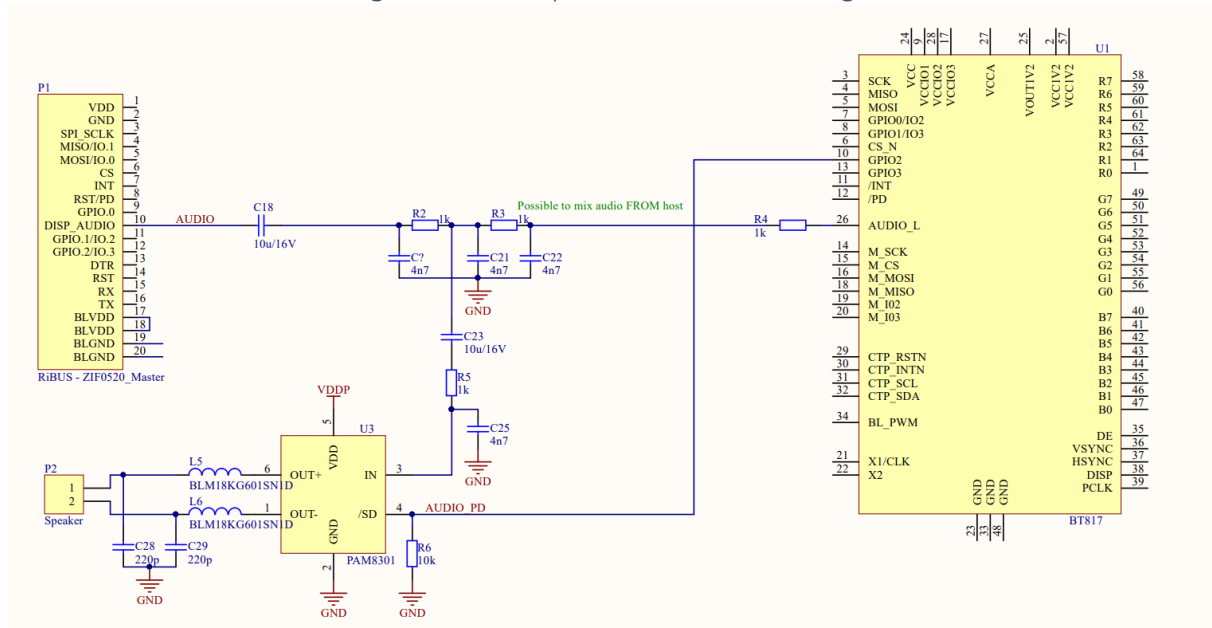 P1
VDD 1
GND 2
SPI_SCLK 3
MISO/IO.1 4
MOSI/IO.0 5
CS 6
INT 7
RST/PD 8
GPIO.0 9
DISP_AUDIO 10
GPIO.1/IO.2 11
GPIO.2/IO.3 12
DTR 13
RST 14
RX 15
TX 16
BLVDD 17
BLVDD 18
BLGND 19
BLGND 20
RiBUS - ZIF0520_Master
AUDIO
C18
10u/16V
R2
1k
R3
1k
Possible to mix audio FROM host
R4
1k
C?
4n7
C21
4n7
C22
4n7
GND
C23
10u/16V
R5
1k
C25
4n7
GND
VDDP
U3
5
VDD
6 OUT+
IN 3
1 OUT-
/SD 4
GND
2
PAM8301
GND
AUDIO_PD
R6
10k
GND
P2
1
2
Speaker
L5
BLM18KG601SN1D
L6
BLM18KG601SN1D
C28
220p
C29
220p
GND
U1
24 9 28 17 27 25 2 57
VCC VCCIO1 VCCIO2 VCCIO3 VCCA VOUT1V2 VCC1V2 VCC1V2
3 SCK
4 MISO
5 MOSI
7 GPIO0/IO2
8 GPIO1/IO3
6 CS_N
10 GPIO2
13 GPIO3
11 /INT
12 /PD
26 AUDIO_L
14 M_SCK
15 M_CS
16 M_MOSI
18 M_MISO
19 M_I02
20 M_I03
29 CTP_RSTN
30 CTP_INTN
31 CTP_SCL
32 CTP_SDA
34 BL_PWM
21 X1/CLK
22 X2
R7 58
R6 59
R5 60
R4 61
R3 62
R2 63
R1 64
R0 1
G7 49
G6 50
G5 51
G4 52
G3 53
G2 54
G1 55
G0 56
B7 40
B6 41
B5 42
B4 43
B3 44
B2 45
B1 46
B0 47
DE 35
VSYNC 36
HSYNC 37
DISP 38
PCLK 39
GND GND GND
23 33 48
BT817